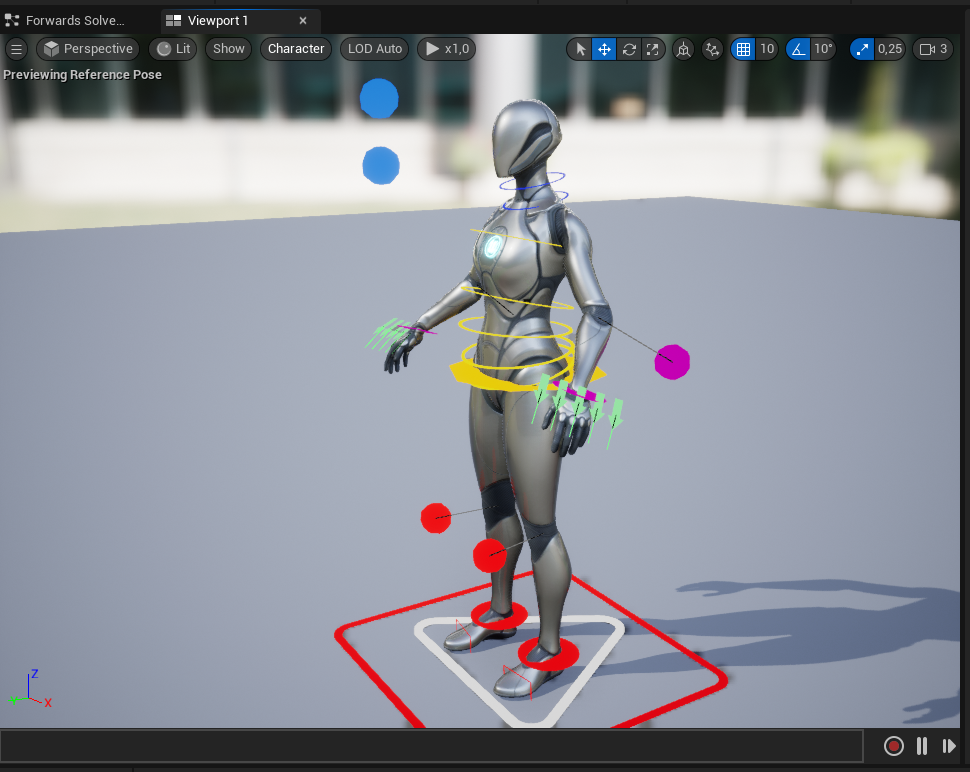 Forwards Solve...
Viewport 1
Perspective
Lit
Show
Character
LOD Auto
x1,0
10
10°
0,25
3
Previewing Reference Pose
Z
X